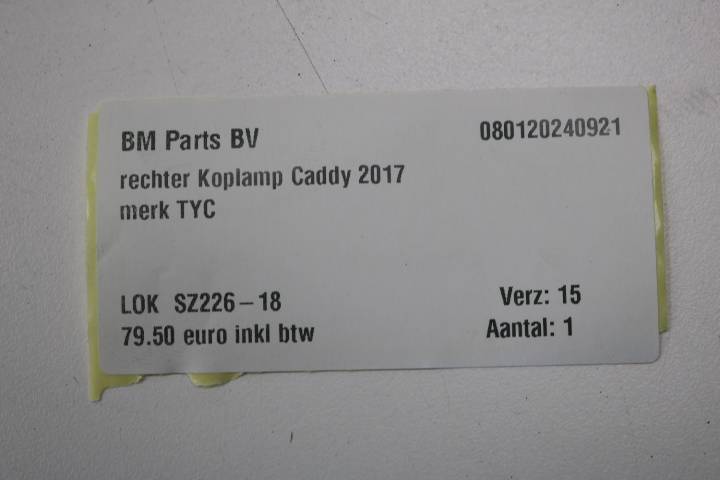 BM Parts BV 080120240921
rechter Koplamp Caddy 2017
merk TYC
LOK SZ226-18 Verz: 15
79.50 euro inkl btw Aantal: 1